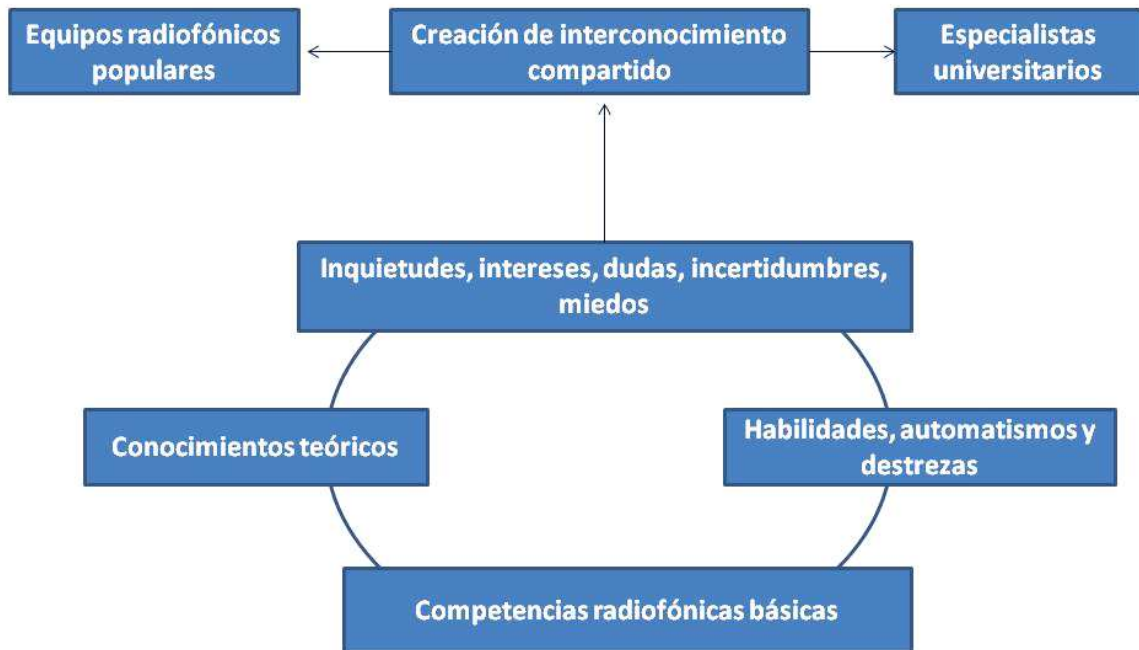 Equipos radiofónicos
populares
Creación de interconocimiento
compartido
Especialistas
universitarios
Inquietudes, intereses, dudas, incertidumbres,
miedos
Conocimientos teóricos
Habilidades, automatismos y
destrezas
Competencias radiofónicas básicas